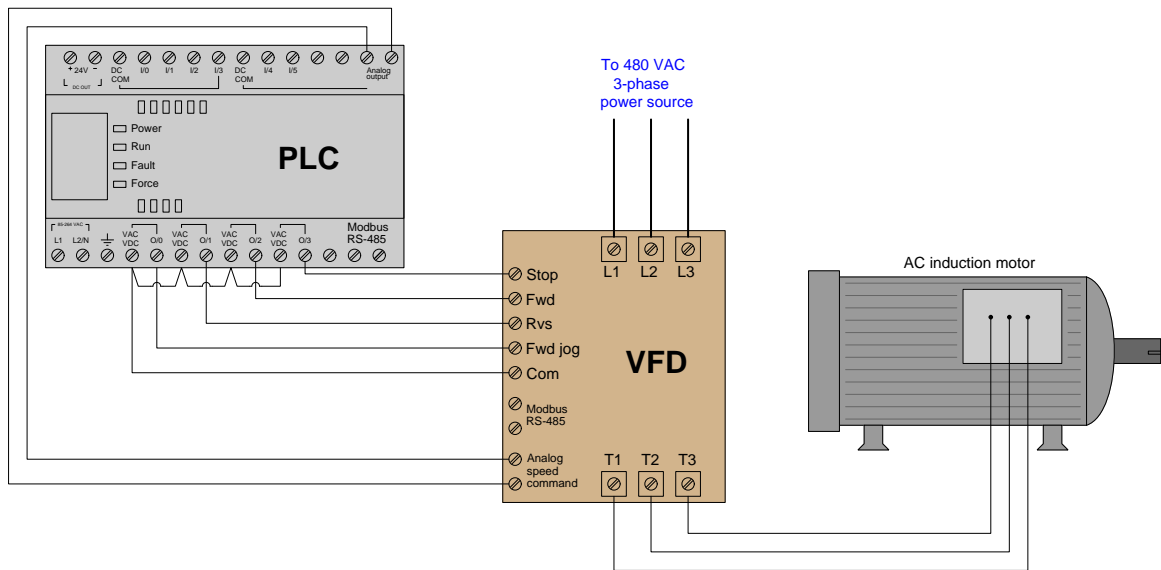 + 24V −
DC OUT
DC
COM
I/0
I/1
I/2
I/3
DC
COM
I/4
I/5
Analog
output
Power
Run
Fault
Force
PLC
85-264 VAC
L1
L2/N
VAC
VDC
O/0
VAC
VDC
O/1
VAC
VDC
O/2
VAC
VDC
O/3
Modbus
RS-485
To 480 VAC
3-phase
power source
L1
L2
L3
Stop
Fwd
Rvs
Fwd jog
Com
VFD
Modbus
RS-485
Analog
speed
command
T1
T2
T3
AC induction motor